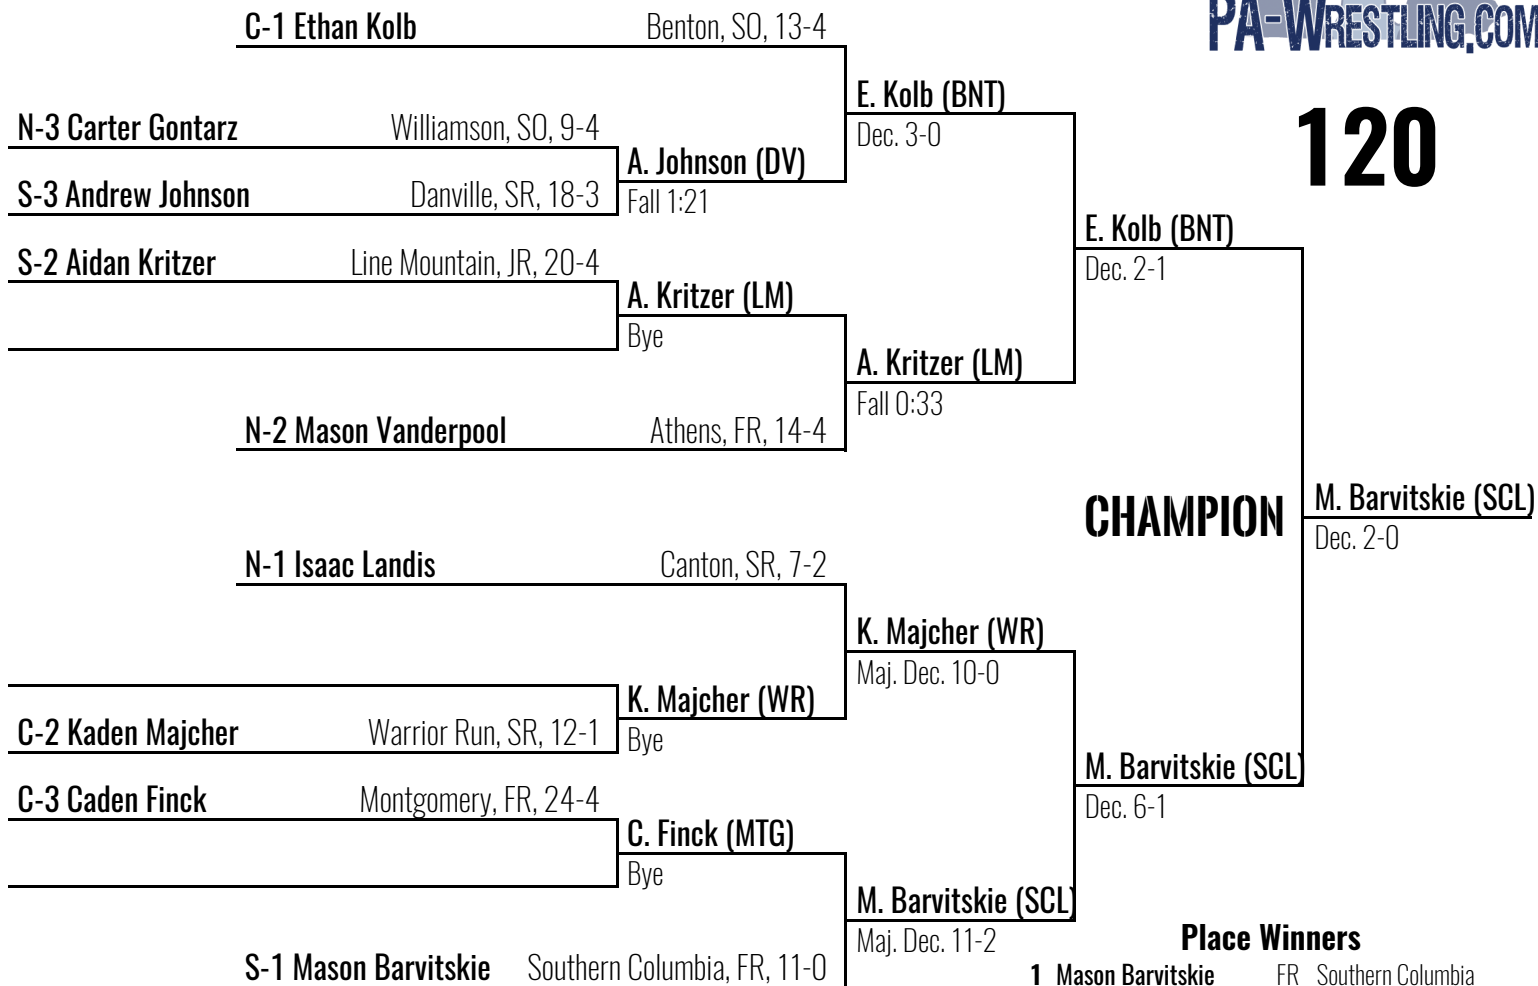 PA-WRESTLING.COM
120
C-1 Ethan Kolb Benton, SO, 13-4
E. Kolb (BNT)
Dec. 3-0
N-3 Carter Gontarz Williamson, SO, 9-4
A. Johnson (DV)
Fall 1:21
S-3 Andrew Johnson Danville, SR, 18-3
E. Kolb (BNT)
Dec. 2-1
S-2 Aidan Kritzer Line Mountain, JR, 20-4
A. Kritzer (LM)
Bye
A. Kritzer (LM)
Fall 0:33
N-2 Mason Vanderpool Athens, FR, 14-4
CHAMPION
M. Barvitskie (SCL)
Dec. 2-0
N-1 Isaac Landis Canton, SR, 7-2
K. Majcher (WR)
Maj. Dec. 10-0
K. Majcher (WR)
Bye
C-2 Kaden Majcher Warrior Run, SR, 12-1
M. Barvitskie (SCL)
Dec. 6-1
C-3 Caden Finck Montgomery, FR, 24-4
C. Finck (MTG)
Bye
M. Barvitskie (SCL)
Maj. Dec. 11-2
S-1 Mason Barvitskie Southern Columbia, FR, 11-0
Place Winners
1 Mason Barvitskie FR Southern Columbia